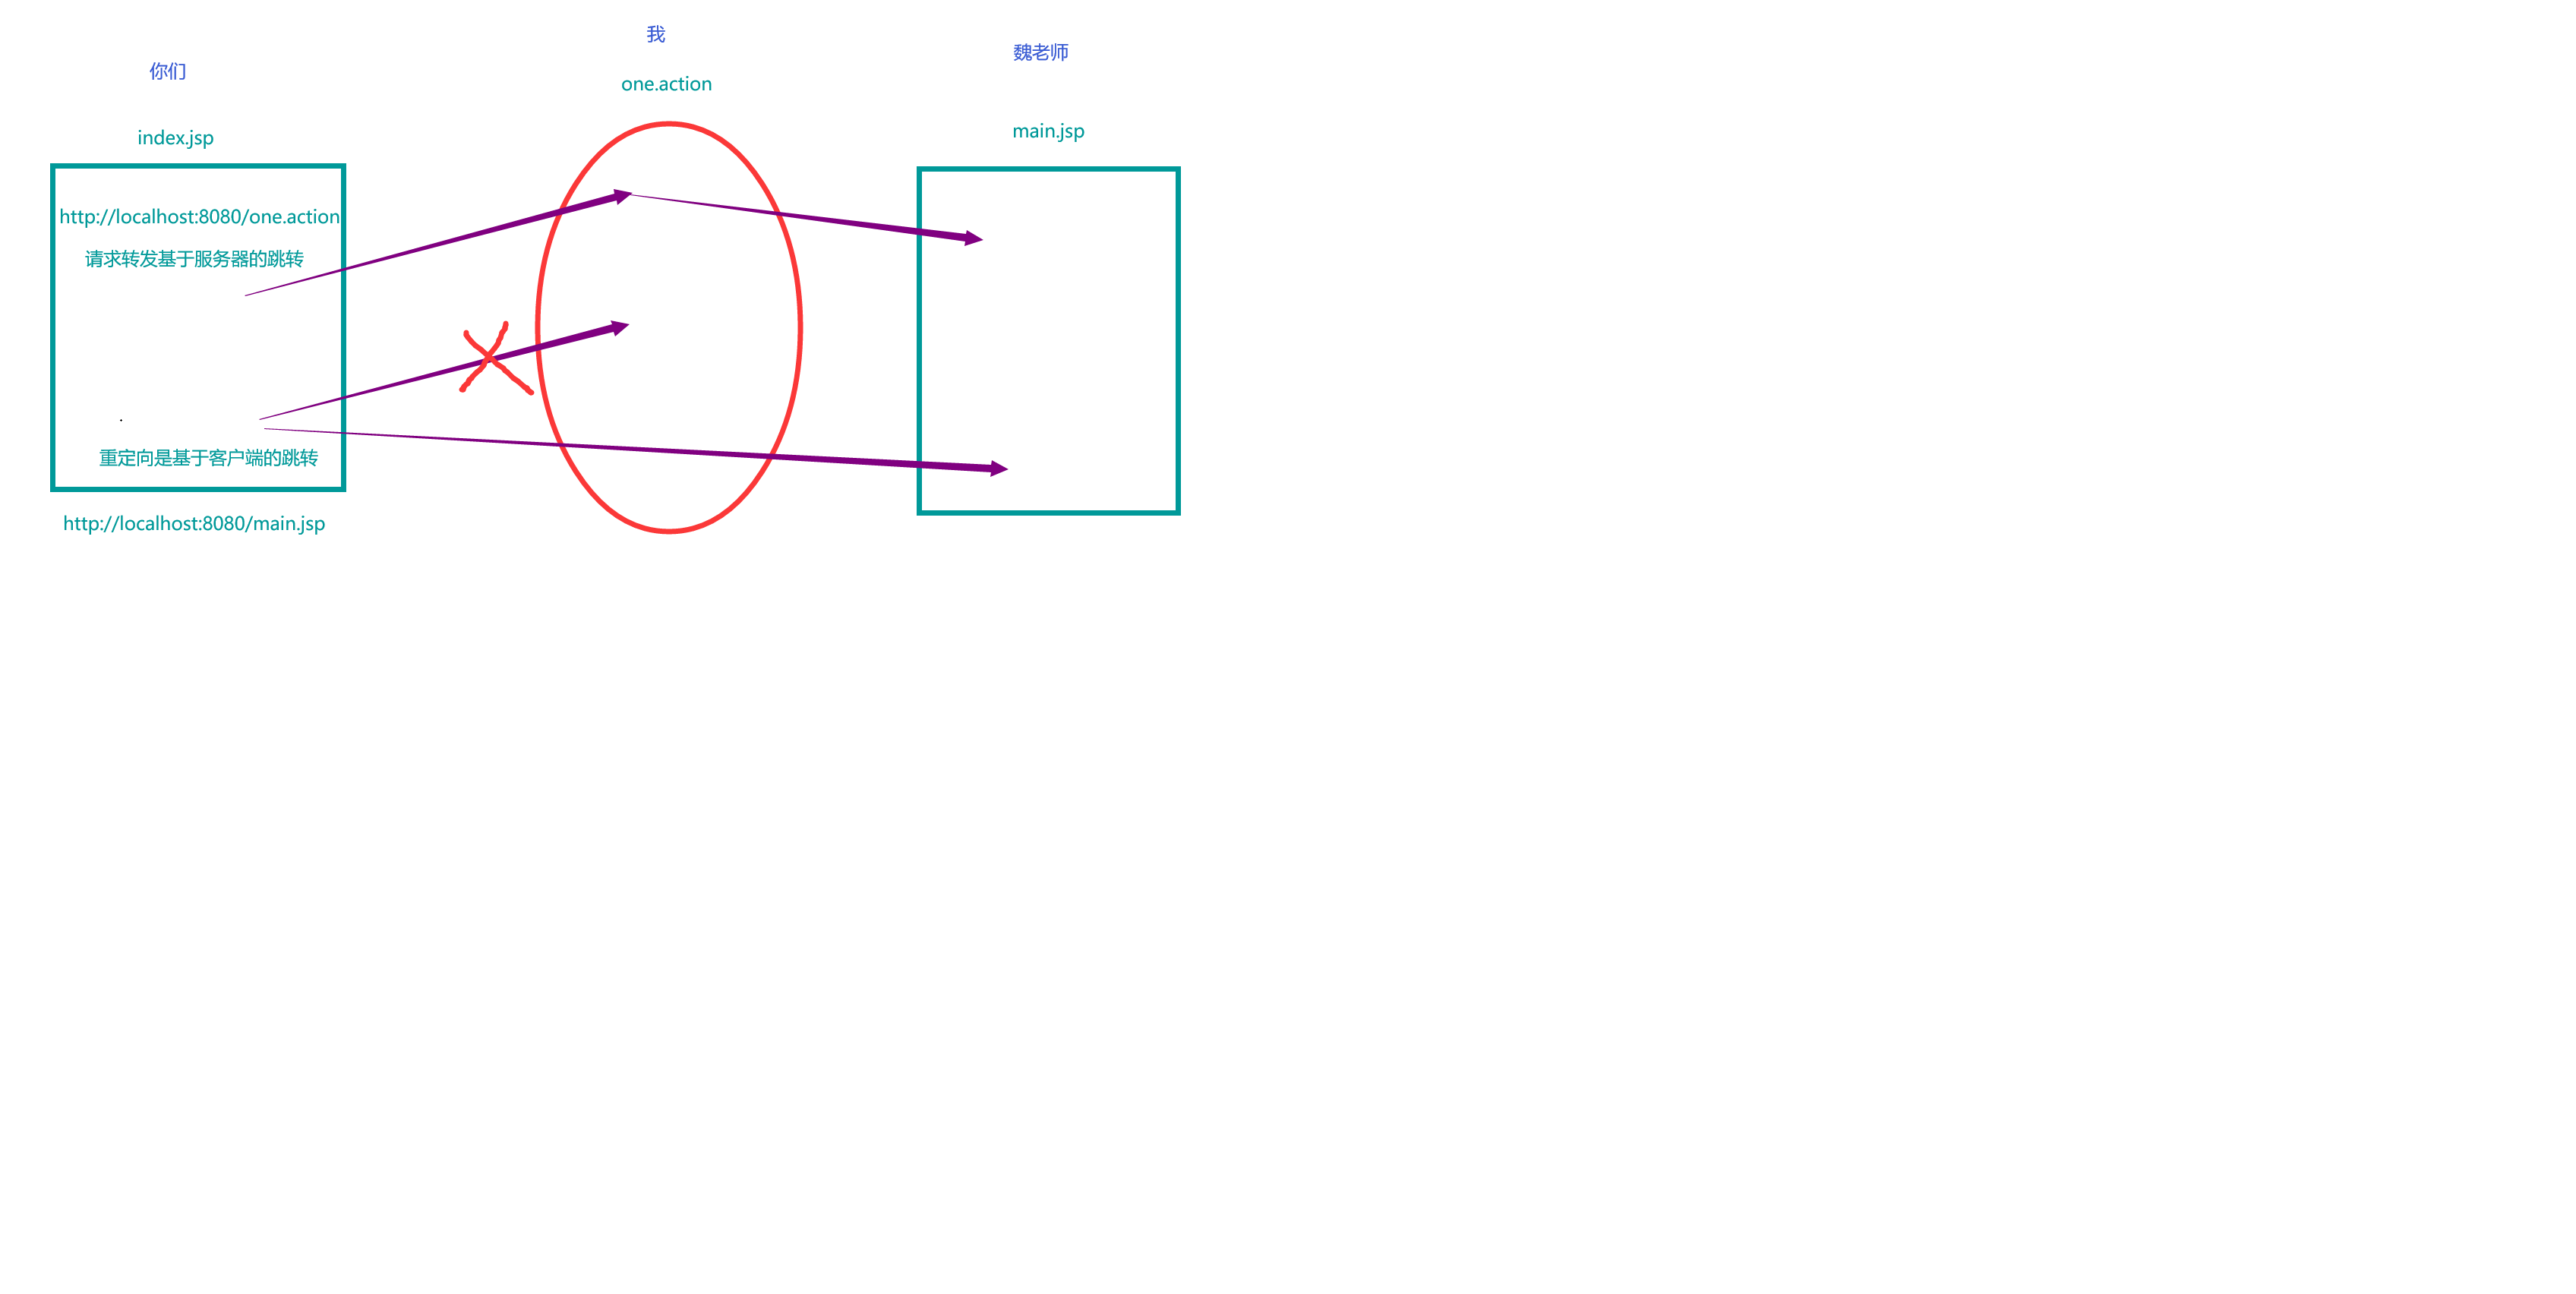 我
魏老师
你们
one.action
main.jsp
index.jsp
http://localhost:8080/one.action
请求转发基于服务器的跳转
重定向是基于客户端的跳转
http://localhost:8080/main.jsp